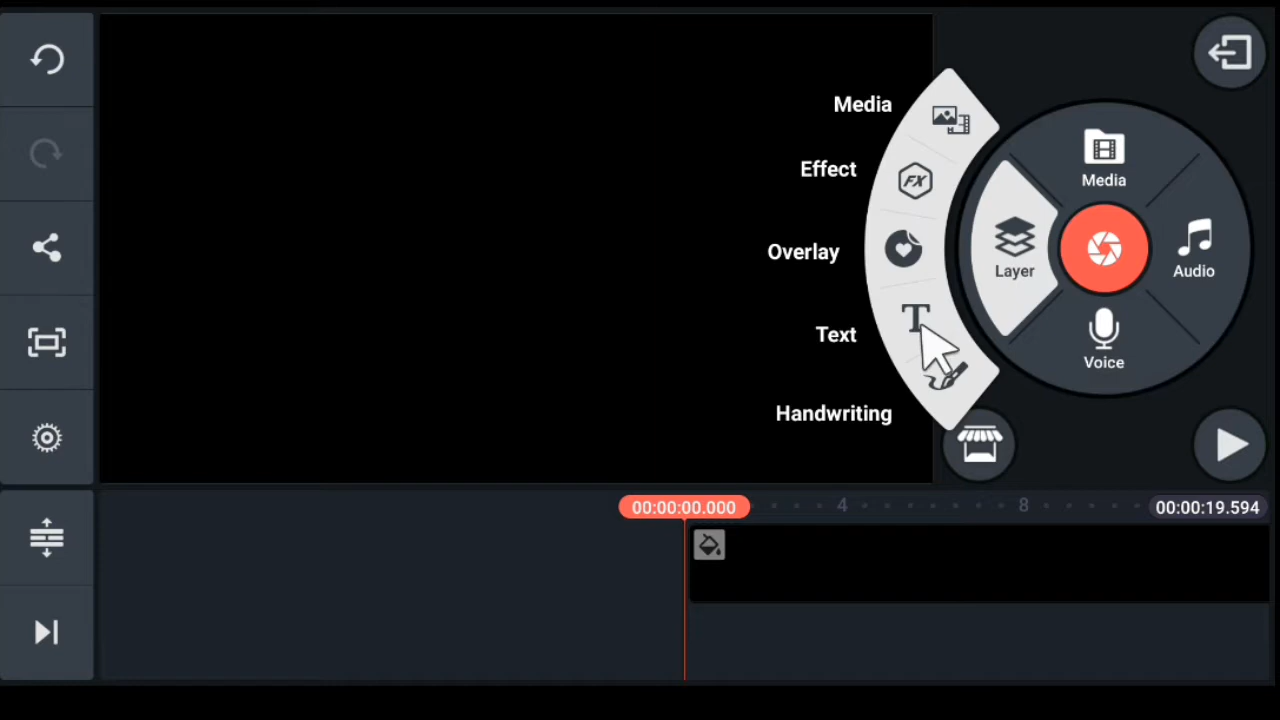 Media
Effect
Overlay
Text
Handwriting
FX
T
Media
Layer
Audio
Voice
00:00:00.000
4
8
00:00:19.594